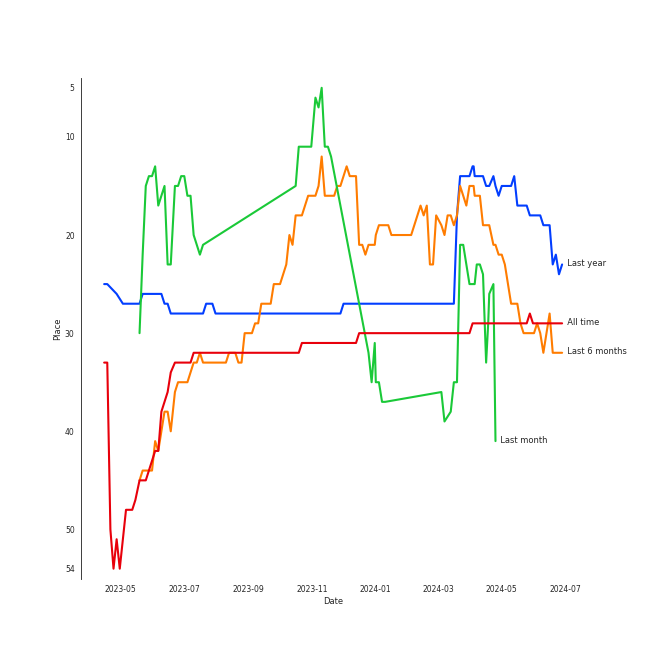 5
10
20
30
40
50
54
Place
2023-05
2023-07
2023-09
2023-11
2024-01
2024-03
2024-05
2024-07
Date
Last year
All time
Last 6 months
Last month